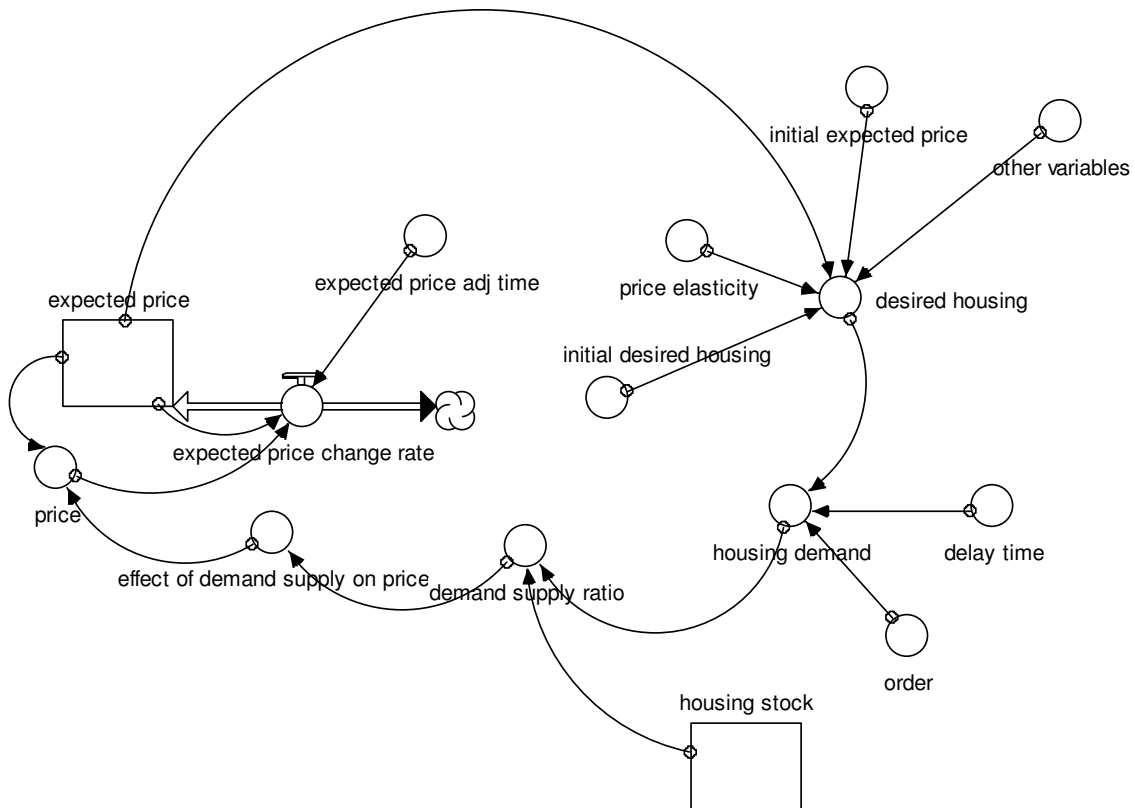 initial expected price
other variables
expected price adj time
price elasticity
expected price
desired housing
initial desired housing
expected price change rate
price
housing demand
delay time
effect of demand supply on price
demand supply ratio
order
housing stock